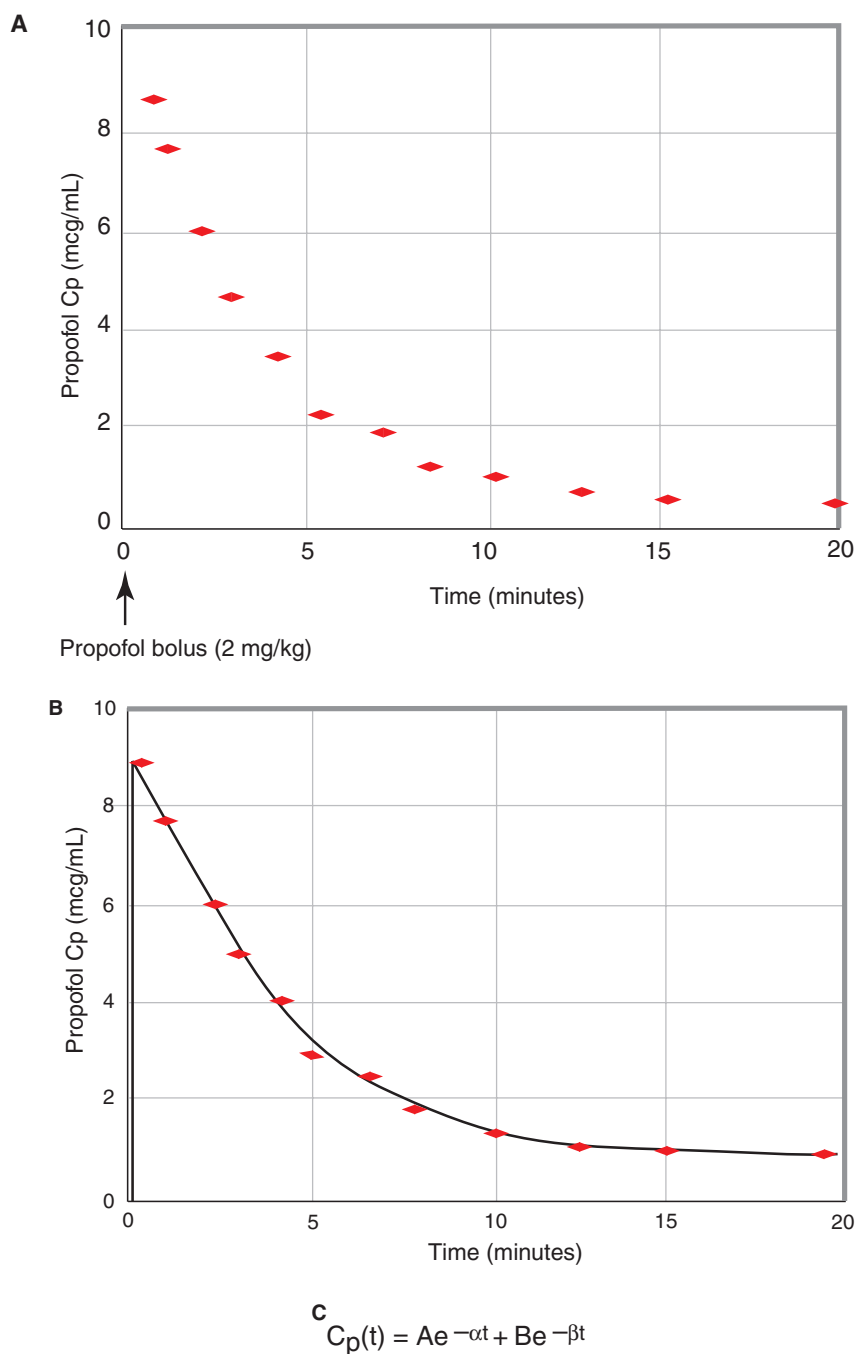 A
10
8
6
4
2
0
Propofol Cp (mcg/mL)
0 5 10 15 20
Time (minutes)
Propofol bolus (2 mg/kg)
B
10
8
6
4
2
0
Propofol Cp (mcg/mL)
0 5 10 15 20
Time (minutes)
C
Cp(t) = Ae −αt + Be −βt